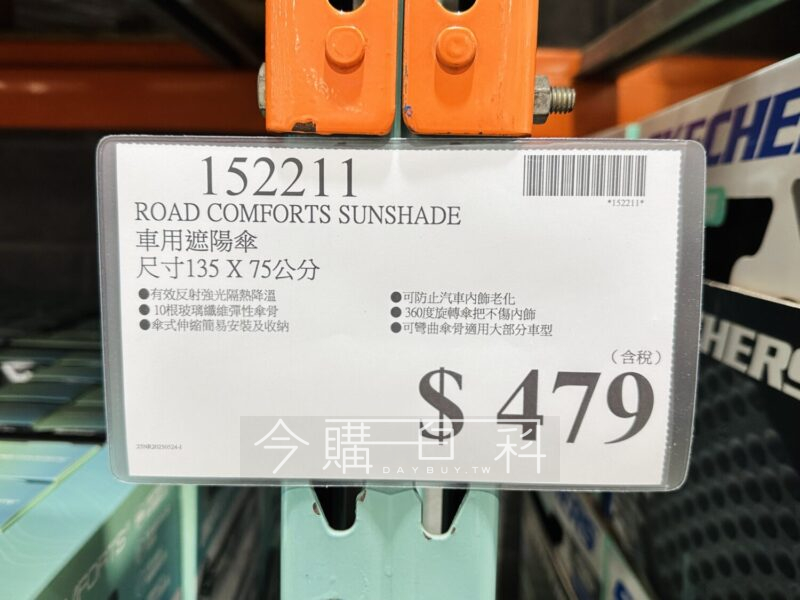 152211
*152211*
ROAD COMFORTS SUNSHADE
車用遮陽傘
尺寸135 X 75公分
●有效反射強光隔熱降溫
● 10根玻璃纖維彈性傘骨
●傘式伸縮簡易安裝及收納
●可防止汽車內飾老化
● 360度旋轉傘把不傷內飾
●可彎曲傘骨適用大部分車型
(含稅)
$ 479
今購百科
DAYBUY.TW
SKECHERS